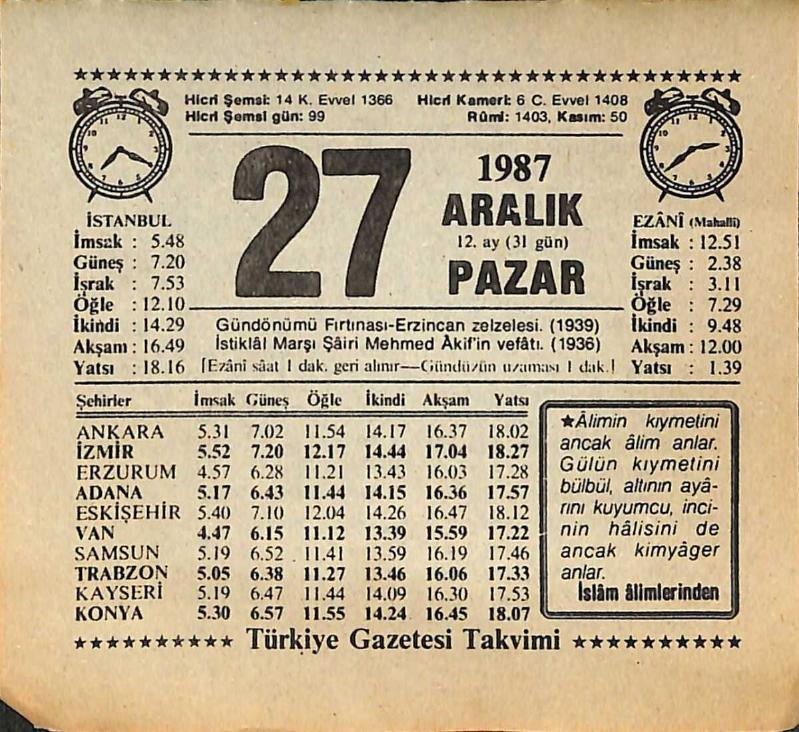 Hicrî Şemsî: 14 K. Evvel 1366 Hicrî Kamerî: 6 C. Evvel 1408
Hicrî Şemsî gün: 99 Rûmî: 1403, Kasım: 50
27
1987
ARALIK
12. ay (31 gün)
PAZAR
İSTANBUL
İmsak : 5.48
Güneş : 7.20
İşrak : 7.53
Öğle : 12.10
İkindi : 14.29
Akşam : 16.49
Yatsı : 18.16
EZÂNÎ (Mahallî)
İmsak : 12.51
Güneş : 2.38
İşrak : 3.11
Öğle : 7.29
İkindi : 9.48
Akşam : 12.00
Yatsı : 1.39
Gündönümü Fırtınası-Erzincan zelzelesi. (1939)
İstiklâl Marşı Şâiri Mehmed Âkif'in vefâtı. (1936)
[Ezânî sâat 1 dak. geri alınır—Gündüzün uzaması 1 dak.]
Şehirler İmsak Güneş Öğle İkindi Akşam Yatsı
ANKARA 5.31 7.02 11.54 14.17 16.37 18.02
İZMİR 5.52 7.20 12.17 14.44 17.04 18.27
ERZURUM 4.57 6.28 11.21 13.43 16.03 17.28
ADANA 5.17 6.43 11.44 14.15 16.36 17.57
ESKİŞEHİR 5.40 7.10 12.04 14.26 16.47 18.12
VAN 4.47 6.15 11.12 13.39 15.59 17.22
SAMSUN 5.19 6.52 11.41 13.59 16.19 17.46
TRABZON 5.05 6.38 11.27 13.46 16.06 17.33
KAYSERİ 5.19 6.47 11.44 14.09 16.30 17.53
KONYA 5.30 6.57 11.55 14.24 16.45 18.07
★Âlimin kıymetini
ancak âlim anlar.
Gülün kıymetini
bülbül, altının ayâ-
rını kuyumcu, inci-
nin hâlisini de
ancak kimyâger
anlar.
İslâm âlimlerinden
Türkiye Gazetesi Takvimi